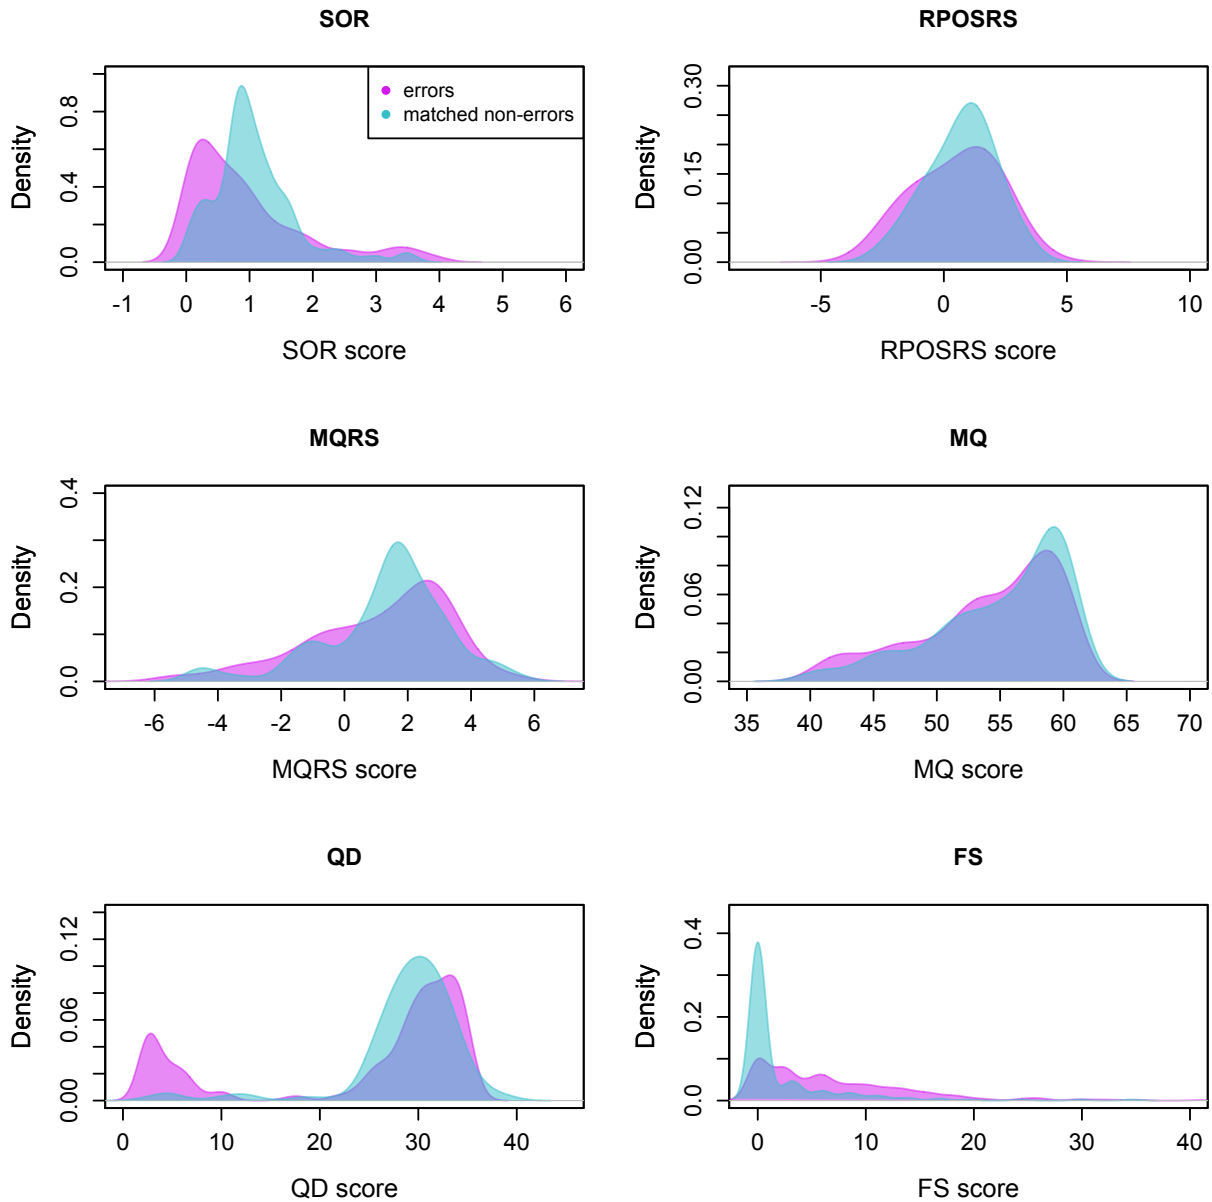 SOR
errors
matched non-errors
Density
0.0 0.4 0.8
-1 0 1 2 3 4 5 6
SOR score
RPOSRS
Density
0.00 0.15 0.30
-5 0 5 10
RPOSRS score
MQRS
Density
0.0 0.2 0.4
-6 -4 -2 0 2 4 6
MQRS score
MQ
Density
0.00 0.06 0.12
35 40 45 50 55 60 65 70
MQ score
QD
Density
0.00 0.06 0.12
0 10 20 30 40
QD score
FS
Density
0.0 0.2 0.4
0 10 20 30 40
FS score